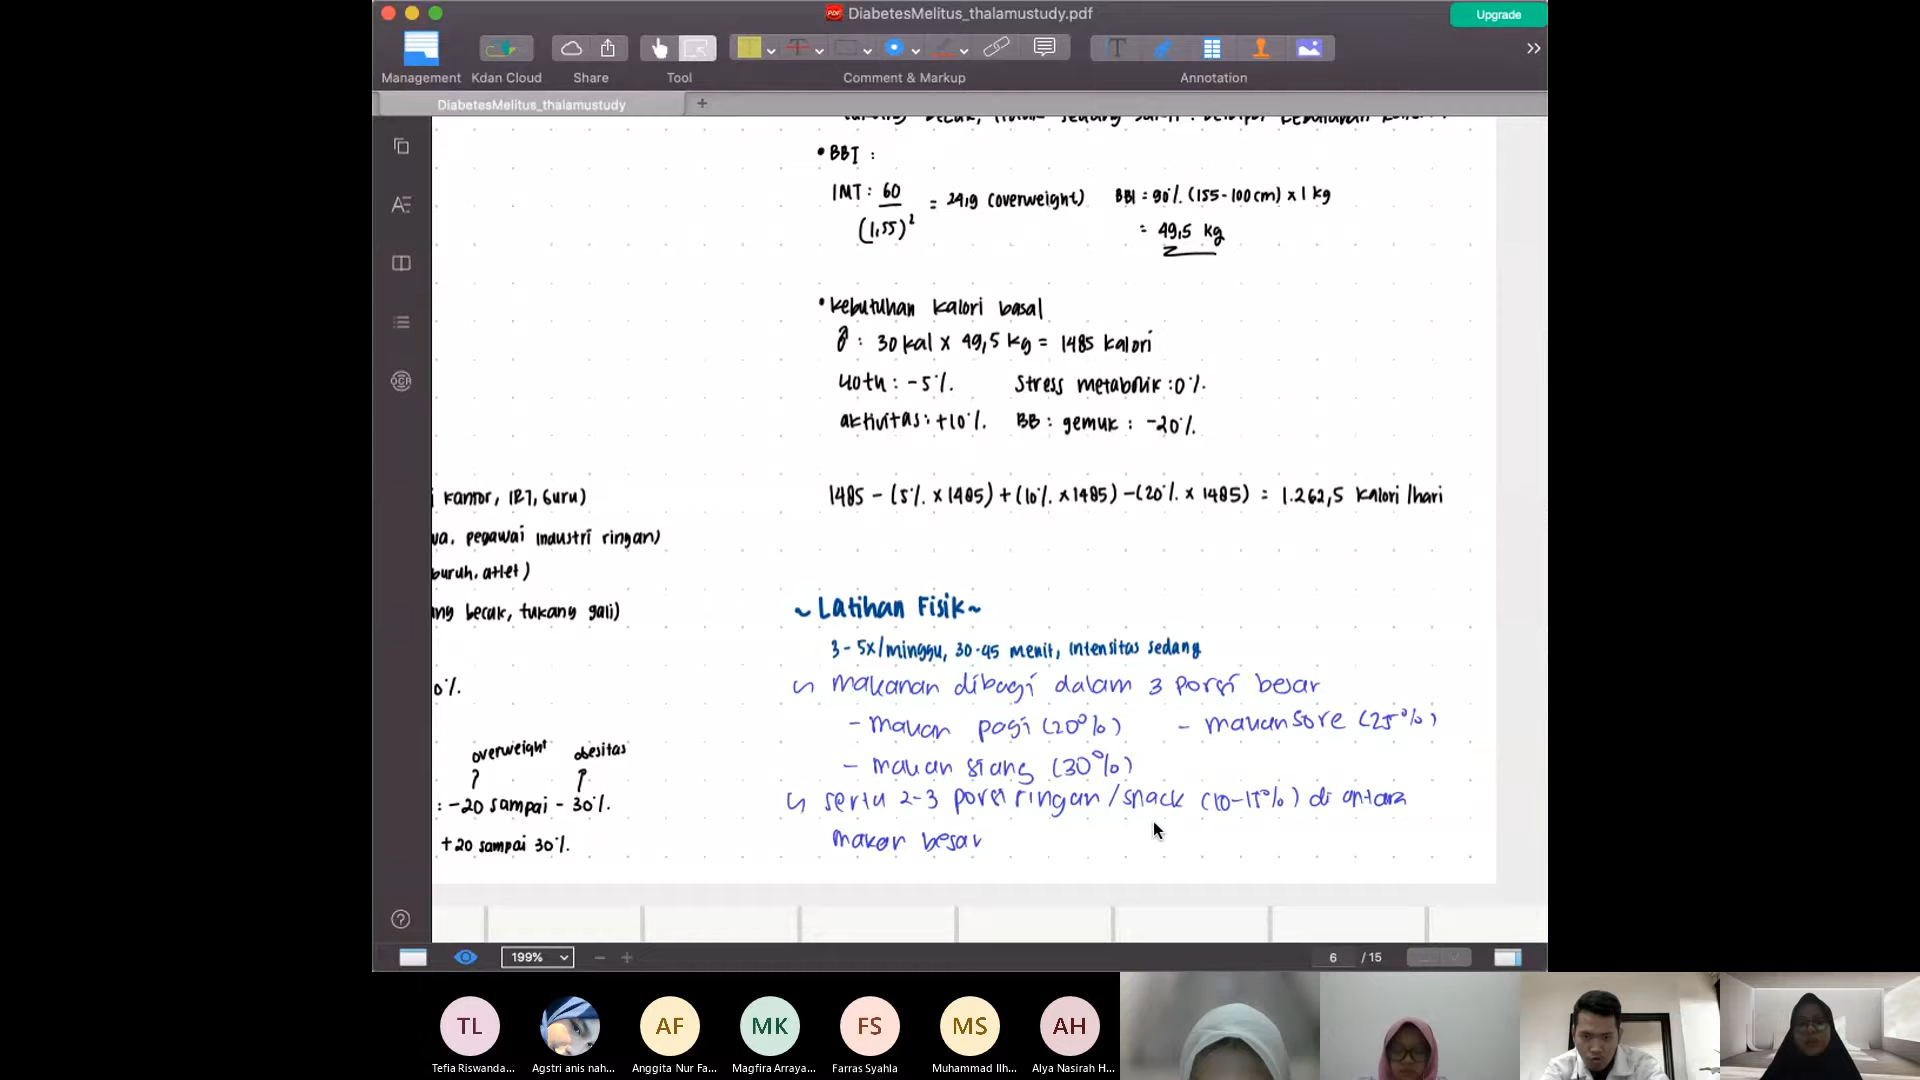 DiabetesMelitus_thalamustudy.pdf
Upgrade
Management
Kdan Cloud
Share
Tool
Comment & Markup
Annotation
DiabetesMelitus_thalamustudy
• BBI :
IMT : 60
(1,55)²
= 24,9 (overweight)
BBI = 90% (155-100cm) x 1 kg
= 49,5 kg
• Kebutuhan kalori basal
♂ : 30 kal x 49,5 kg = 1485 kalori
40th : -5%. Stress metabolik : 0%.
aktivitas : +10%. BB : gemuk : -20%.
1485 - (5% x 1485) + (10% x 1485) - (20% x 1485) = 1.262,5 kalori /hari
kantor, IRT, Guru)
pegawai industri ringan)
buruh, atlet)
becak, tukang gali)
0%.
overweight obesitas
: -20 sampai - 30%.
+20 sampai 30%.
~ Latihan Fisik ~
3 - 5x/minggu, 30-45 menit, intensitas sedang
makanan dibagi dalam 3 porsi besar
- makan pagi (20%) - makan sore (25%)
- makan siang (30%)
serta 2-3 porsi ringan / snack (10-15%) di antara
makan besar
199%
6 / 15
TL
AF
MK
FS
MS
AH
Tefia Riswanda...
Agstri anis nah...
Anggita Nur Fa...
Magfira Arraya...
Farras Syahla
Muhammad Ilh...
Alya Nasirah H...